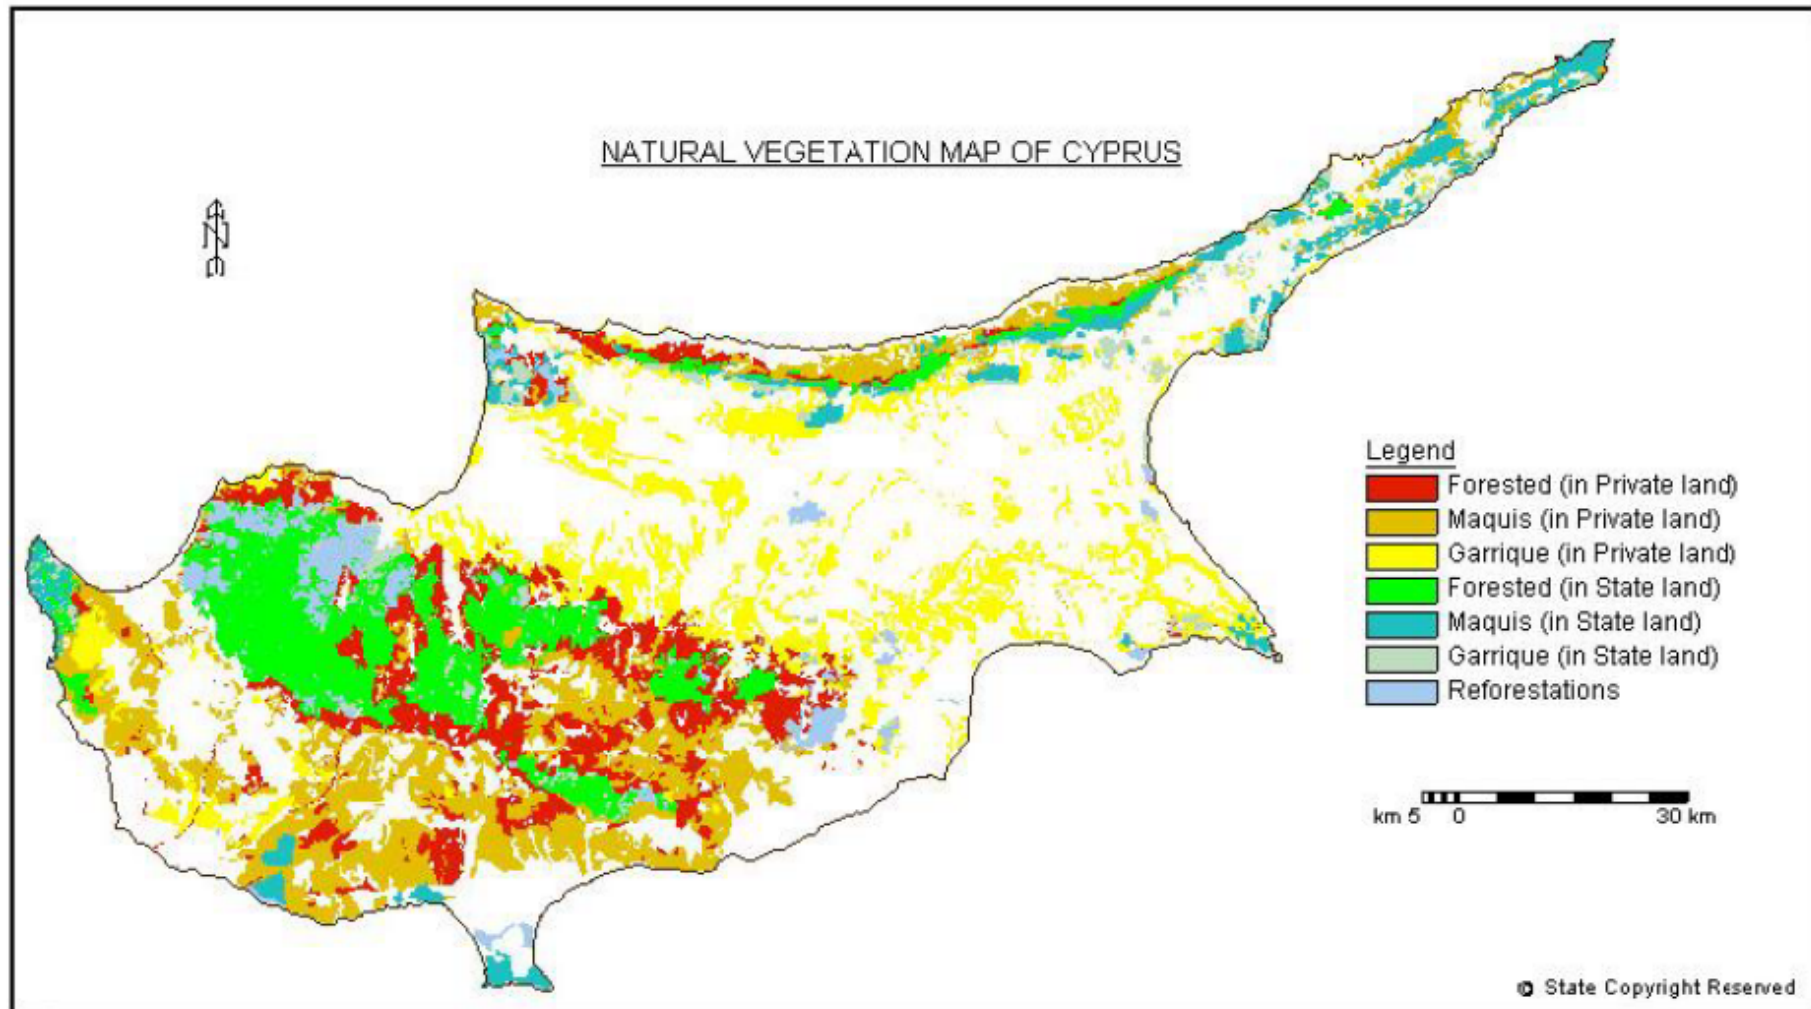 NATURAL VEGETATION MAP OF CYPRUS
N
Legend
Forested (in Private land)
Maquis (in Private land)
Garrique (in Private land)
Forested (in State land)
Maquis (in State land)
Garrique (in State land)
Reforestations
km 5 0 30 km
© State Copyright Reserved